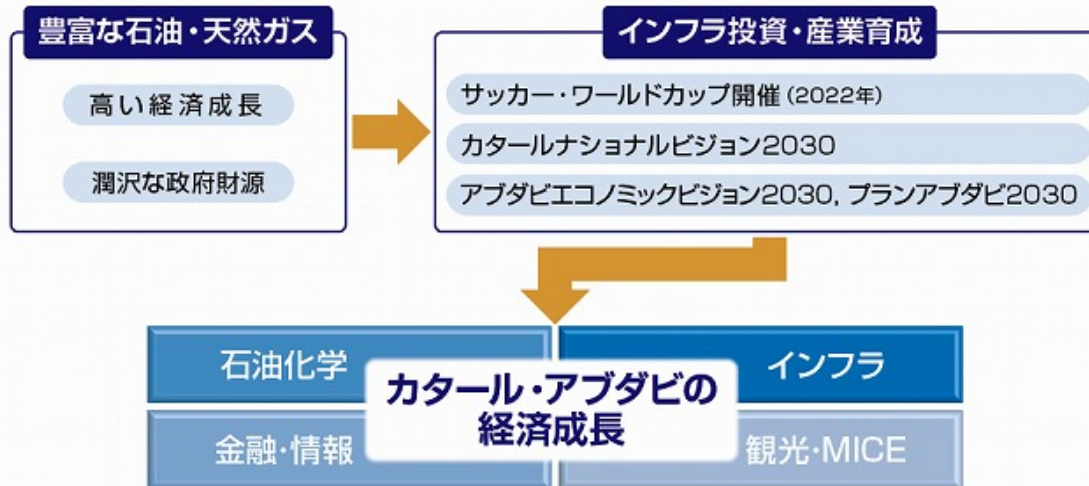 豊富な石油・天然ガス
高い経済成長
潤沢な政府財源
インフラ投資・産業育成
サッカー・ワールドカップ開催(2022年)
カタールナショナルビジョン2030
アブダビエコノミックビジョン2030, プランアブダビ2030
石油化学
インフラ
カタール・アブダビの
経済成長
金融・情報
観光・MICE